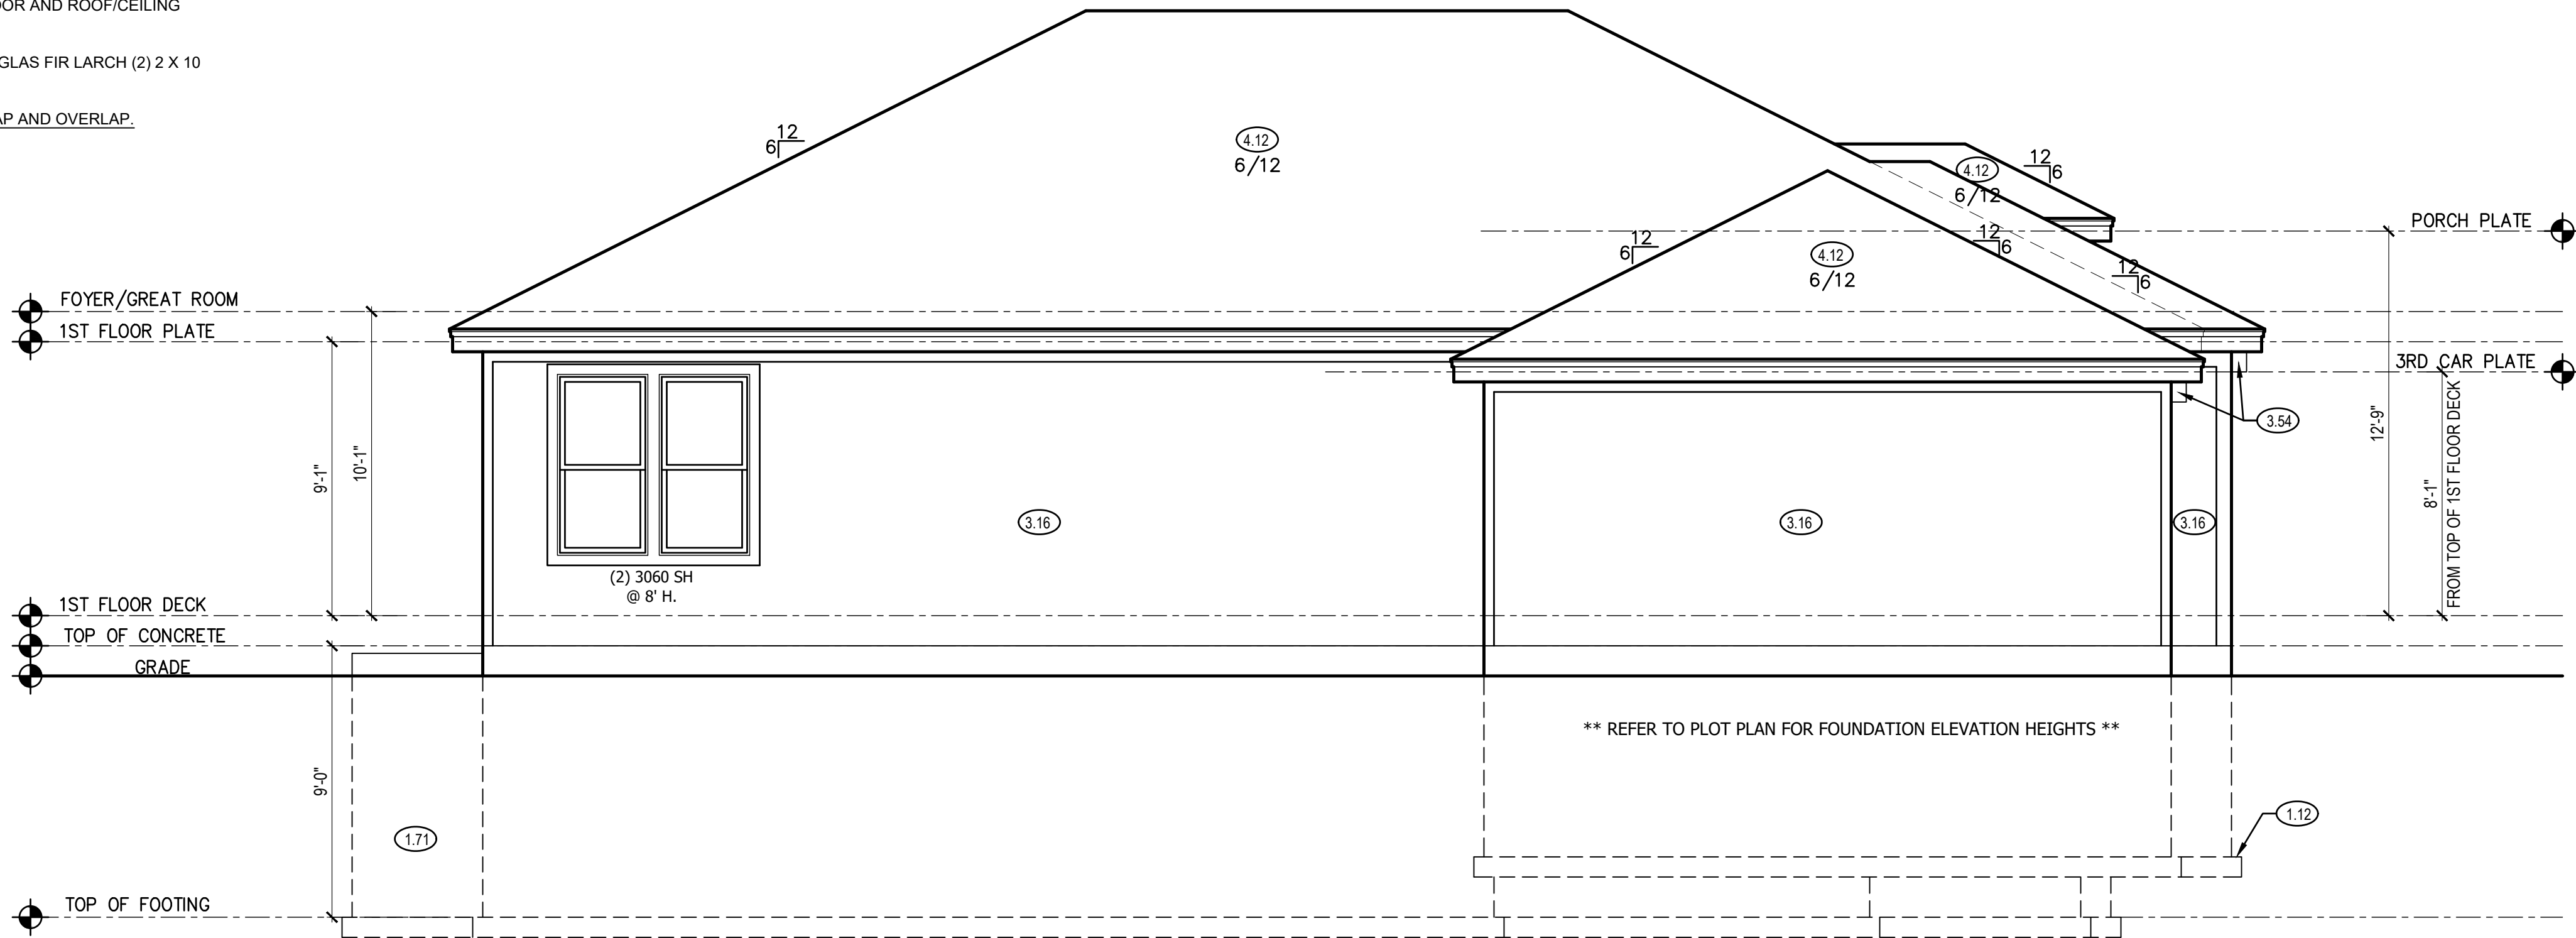 OOR AND ROOF/CEILING
GLAS FIR LARCH (2) 2 X 10
AP AND OVERLAP.
12
6
4.12
6/12
12
6
4.12
6/12
12
6
4.12
6/12
12
6
12
6
PORCH PLATE
FOYER/GREAT ROOM
1ST FLOOR PLATE
3RD CAR PLATE
3.54
9'-1"
10'-1"
12'-9"
8'-1"
FROM TOP OF 1ST FLOOR DECK
3.16
3.16
3.16
(2) 3060 SH
@ 8' H.
1ST FLOOR DECK
TOP OF CONCRETE
GRADE
** REFER TO PLOT PLAN FOR FOUNDATION ELEVATION HEIGHTS **
9'-0"
1.71
1.12
TOP OF FOOTING